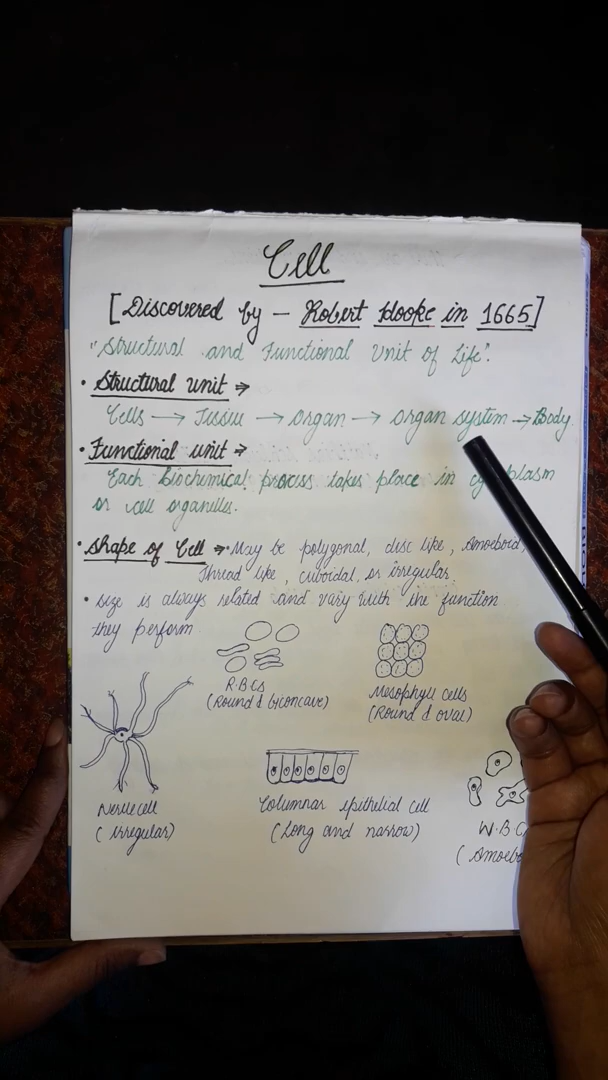 Cell
[Discovered by - Robert Hooke in 1665]
"Structural and Functional Unit of Life".
• Structural unit ⇒
Cells → Tissue → Organ → Organ system → Body
• Functional unit ⇒
Each Biochemical process takes place in cytoplasm
or cell organelles.
• Shape of Cell ⇒ • May be polygonal, disc like, Amoeboid,
Thread like, cuboidal, or irregular
• size is always related and vary with the function
they perform
R.B.Cs
(Round & biconcave)
Mesophyll cells
(Round & oval)
Nerve cell
(Irregular)
Columnar epithelial cell
(Long and narrow)
W.B.C
(Amoebo